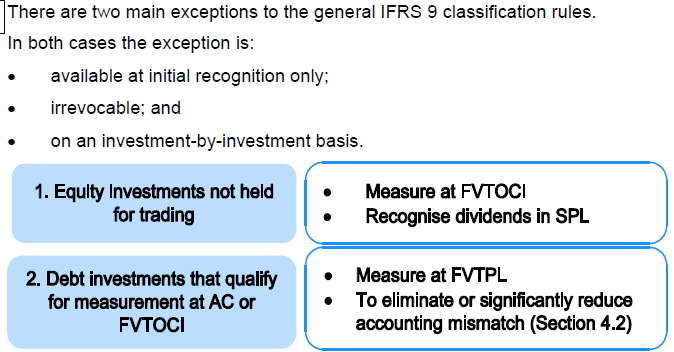 There are two main exceptions to the general IFRS 9 classification rules.
In both cases the exception is:
• available at initial recognition only;
• irrevocable; and
• on an investment-by-investment basis.
1. Equity Investments not held
for trading
• Measure at FVTOCI
• Recognise dividends in SPL
2. Debt investments that qualify
for measurement at AC or
FVTOCI
• Measure at FVTPL
• To eliminate or significantly reduce
accounting mismatch (Section 4.2)